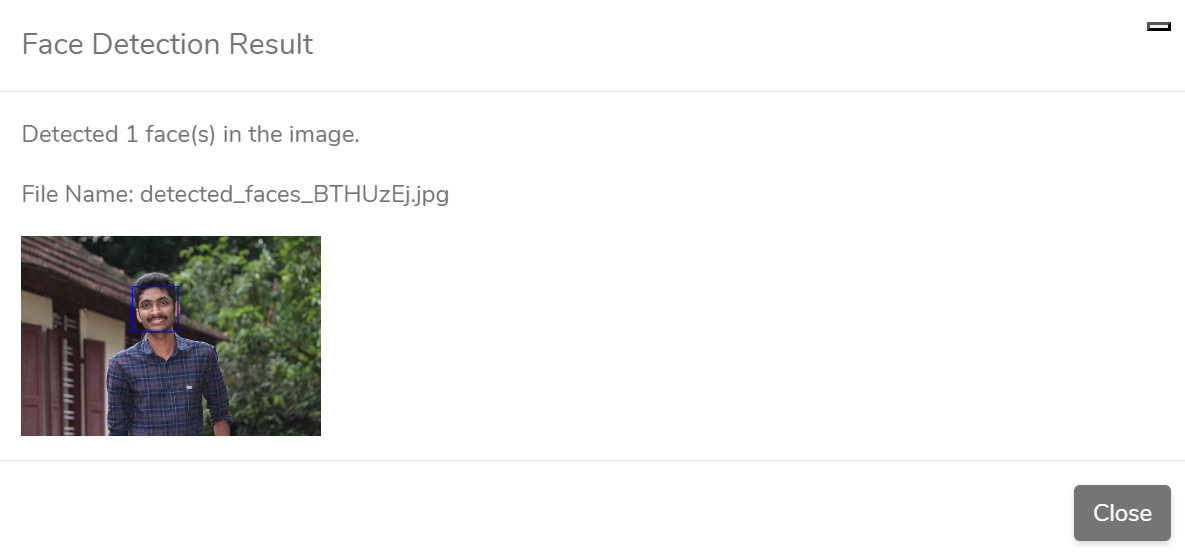 Face Detection Result
Detected 1 face(s) in the image.
File Name: detected_faces_BTHUzEj.jpg
Close